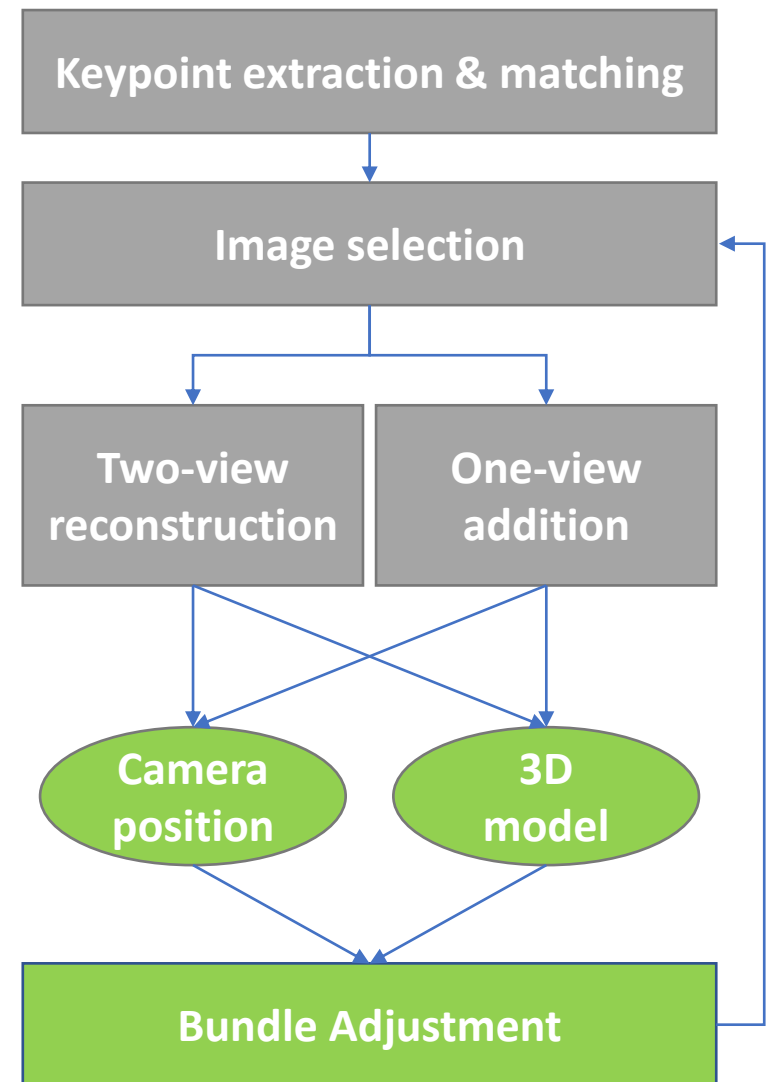 Keypoint extraction & matching
Image selection
Two-view
reconstruction
One-view
addition
Camera
position
3D
model
Bundle Adjustment